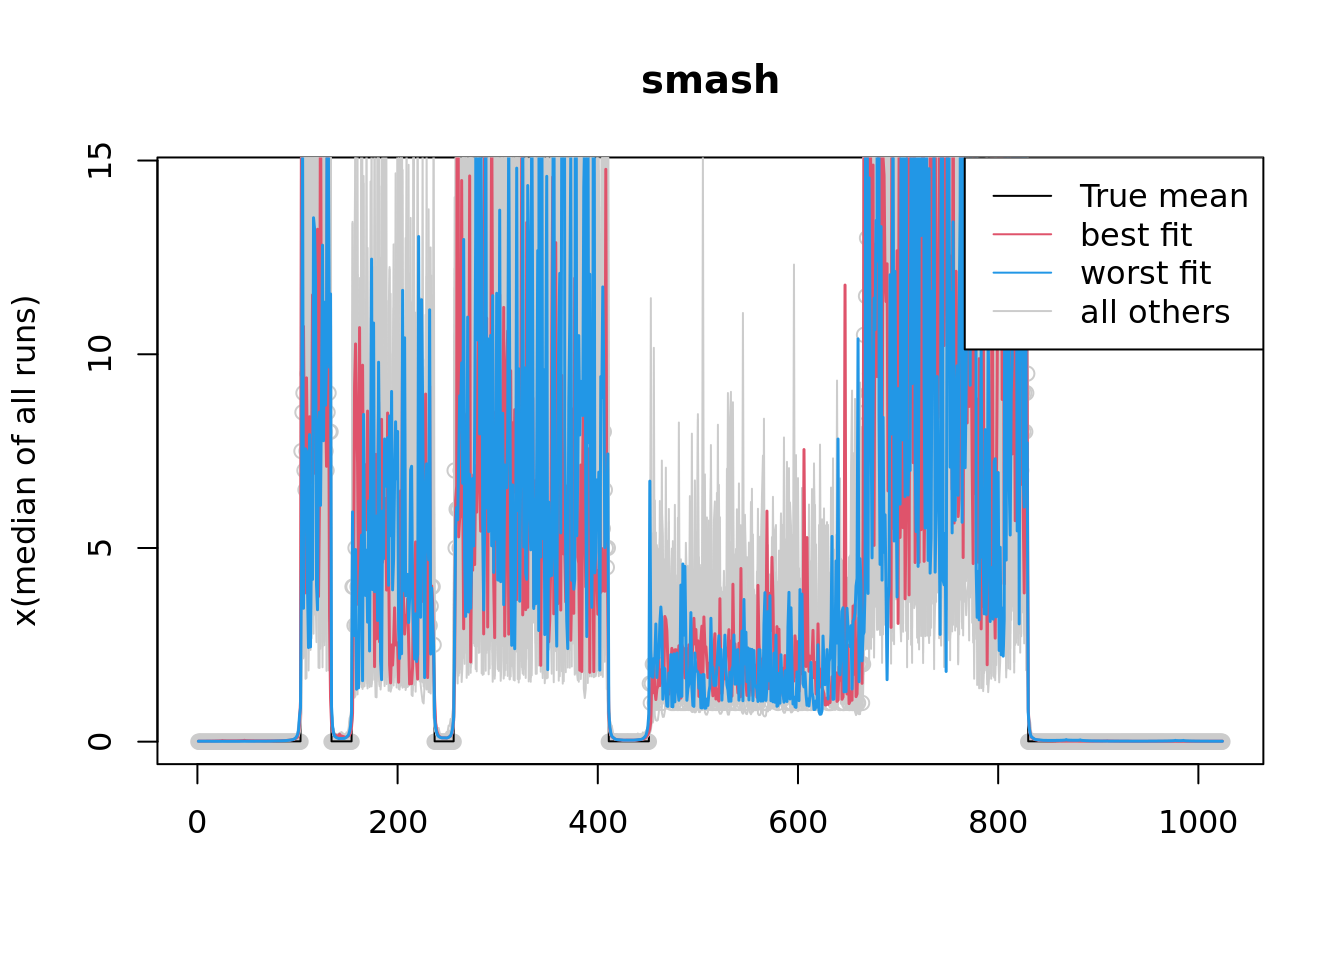 smash
x(median of all runs)
15
10
5
0
True mean
best fit
worst fit
all others
0 200 400 600 800 1000